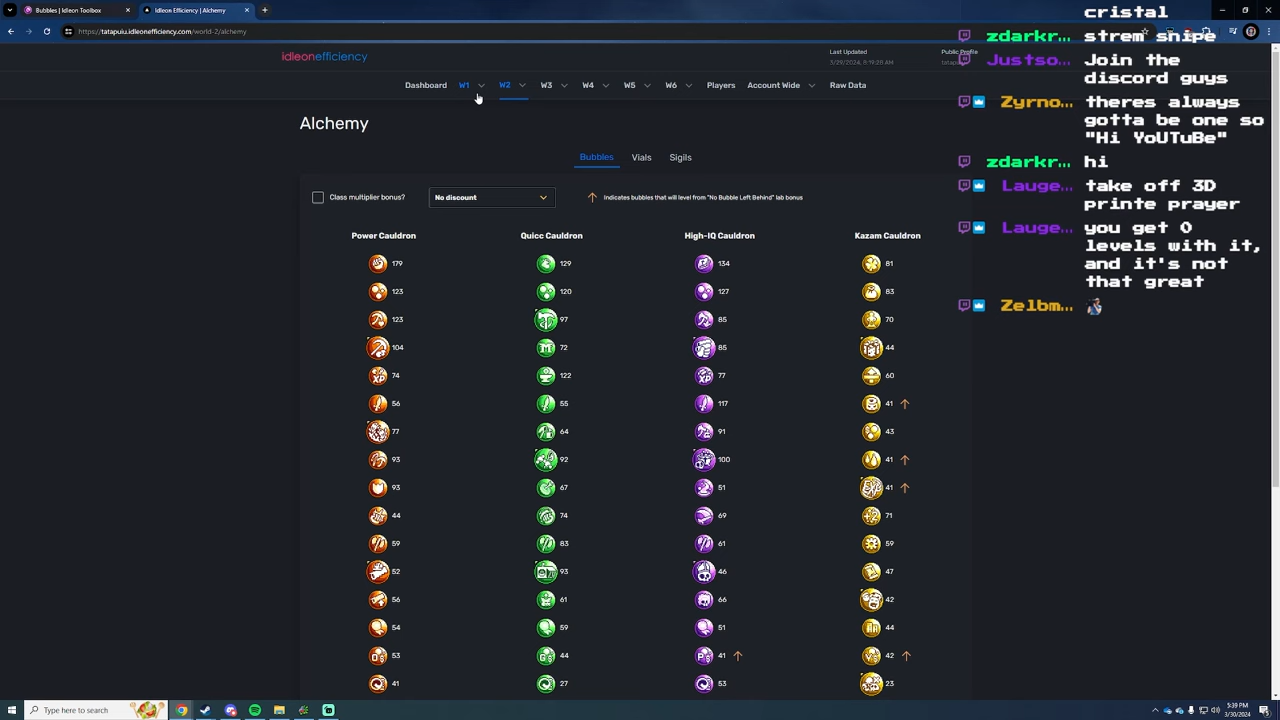 Bubbles | Idleon Toolbox
Idleon Efficiency | Alchemy
https://tatapuiu.idleonefficiency.com/world-2/alchemy
idleonefficiency
Last Updated
3/29/2024, 8:19:28 AM
Public Profile
Dashboard W1 W2 W3 W4 W5 W6 Players Account Wide Raw Data
Alchemy
Bubbles Vials Sigils
Class multiplier bonus?
No discount
Indicates bubbles that will level from "No Bubble Left Behind" lab bonus
Power Cauldron Quicc Cauldron High-IQ Cauldron Kazam Cauldron
179 129 134 81
123 120 127 83
123 97 85 70
104 72 85 44
74 122 77 60
56 55 117 41
77 64 91 43
93 92 100 41
93 67 51 41
44 74 69 71
59 83 61 59
52 93 46 47
56 61 66 42
54 59 51 44
53 44 41 42
41 27 53 23
cristal
zdarkr... strem snipe
Justso... Join the
discord guys
Zyrno... theres always
gotta be one so
"Hi YoUTuBe"
zdarkr... hi
Lauge... take off 3D
printe prayer
Lauge... you get 0
levels with it,
and it's not
that great
Zelbm...
Type here to search
5:39 PM
3/30/2024